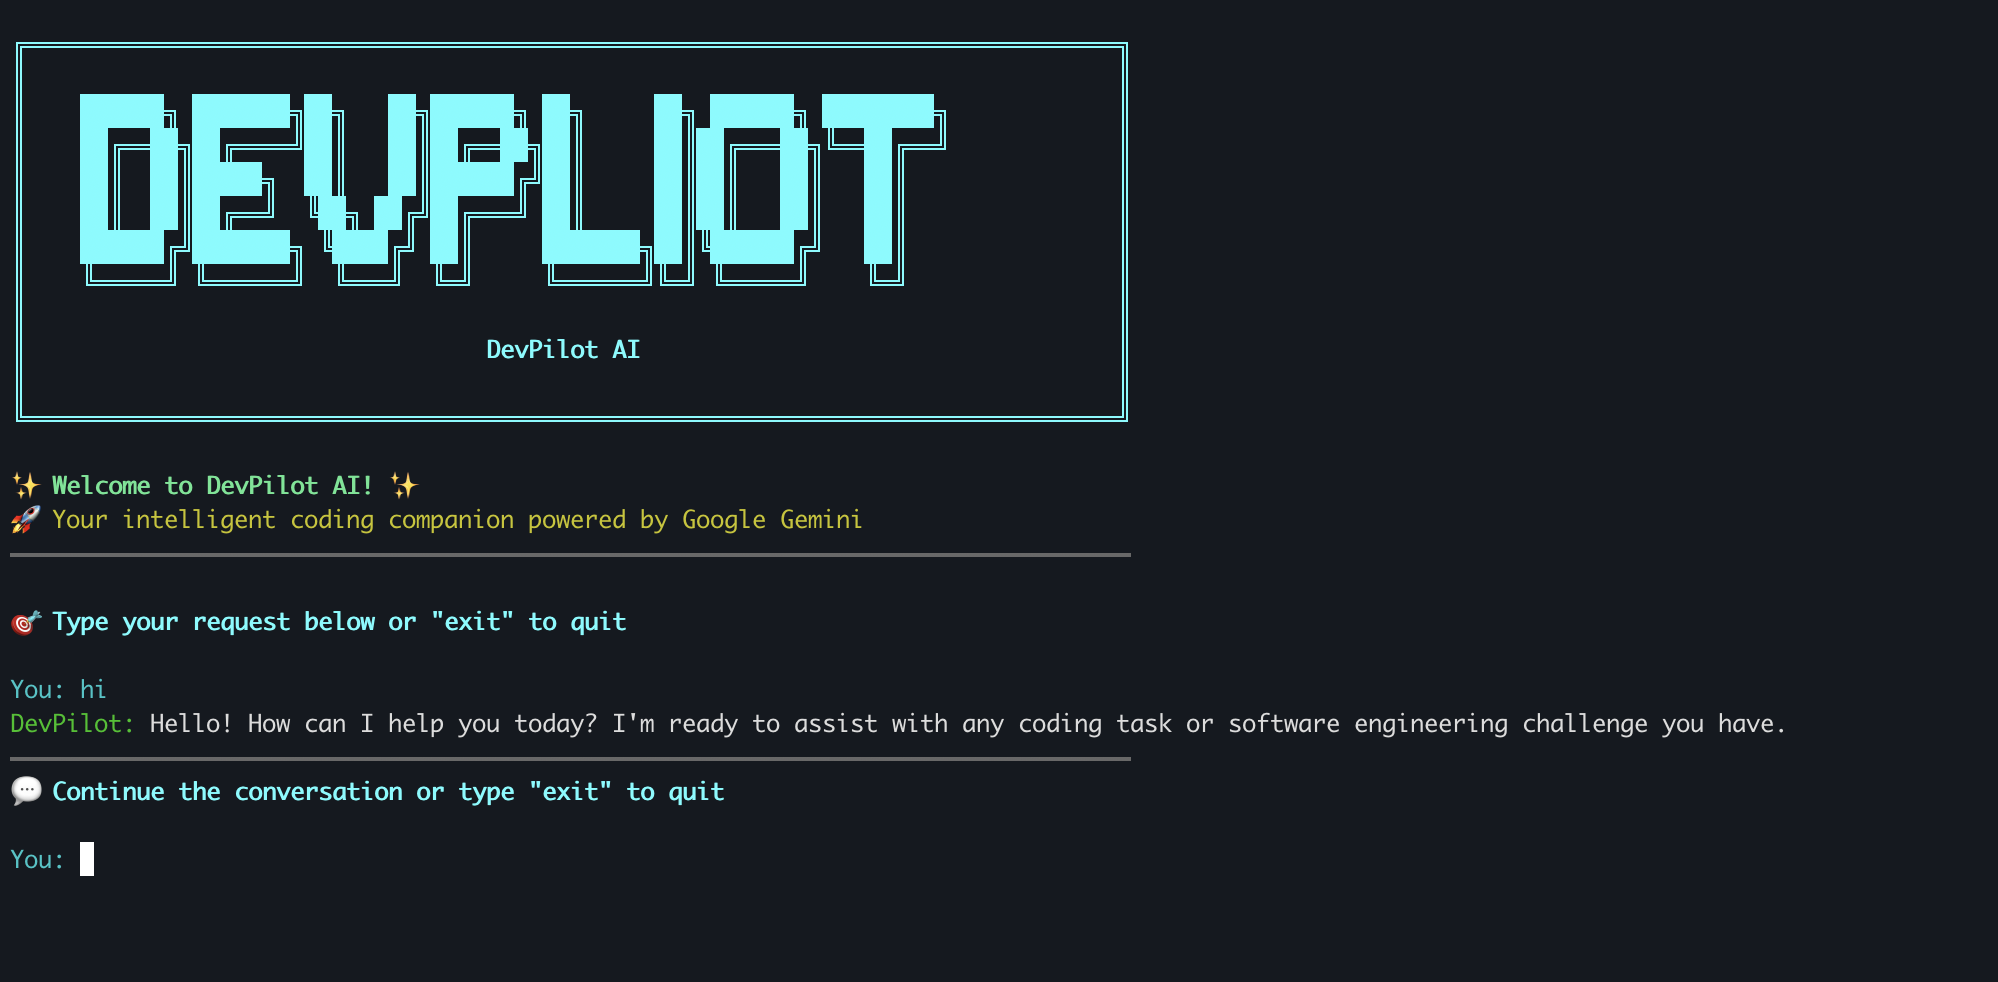 DEVPLIOT
DevPilot AI
✨ Welcome to DevPilot AI! ✨
🚀 Your intelligent coding companion powered by Google Gemini
🎯 Type your request below or "exit" to quit
You: hi
DevPilot: Hello! How can I help you today? I'm ready to assist with any coding task or software engineering challenge you have.
💬 Continue the conversation or type "exit" to quit
You: